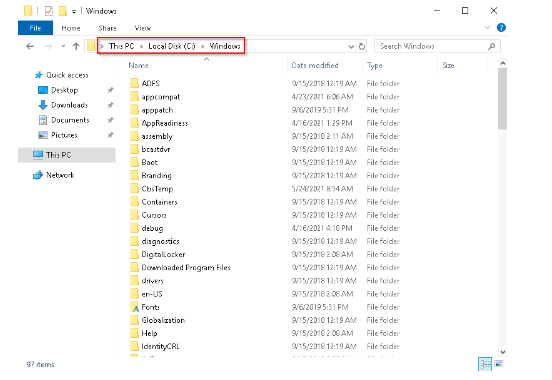 Windows
File Home Share View
This PC > Local Disk (C:) > Windows
Search Windows
Name Date modified Type Size
Quick access
Desktop
Downloads
Documents
Pictures
This PC
Network
ADFS 9/15/2018 12:19 AM File folder
appcompat 4/23/2021 6:06 AM File folder
apppatch 9/6/2019 5:31 PM File folder
AppReadiness 4/16/2021 1:29 PM File folder
assembly 9/15/2018 2:11 AM File folder
bcastdvr 9/15/2018 12:19 AM File folder
Boot 9/15/2018 12:19 AM File folder
Branding 9/15/2018 12:19 AM File folder
CbsTemp 5/24/2021 8:54 AM File folder
Containers 9/15/2018 12:19 AM File folder
Cursors 9/15/2018 12:19 AM File folder
debug 4/16/2021 4:18 PM File folder
diagnostics 9/15/2018 12:19 AM File folder
DigitalLocker 9/15/2018 2:08 AM File folder
Downloaded Program Files 9/15/2018 12:19 AM File folder
drivers 9/15/2018 12:19 AM File folder
en-US 9/15/2018 2:08 AM File folder
Fonts 9/6/2019 5:31 PM File folder
Globalization 9/15/2018 12:19 AM File folder
Help 9/15/2018 2:08 AM File folder
IdentityCRL 9/15/2018 12:19 AM File folder
97 items